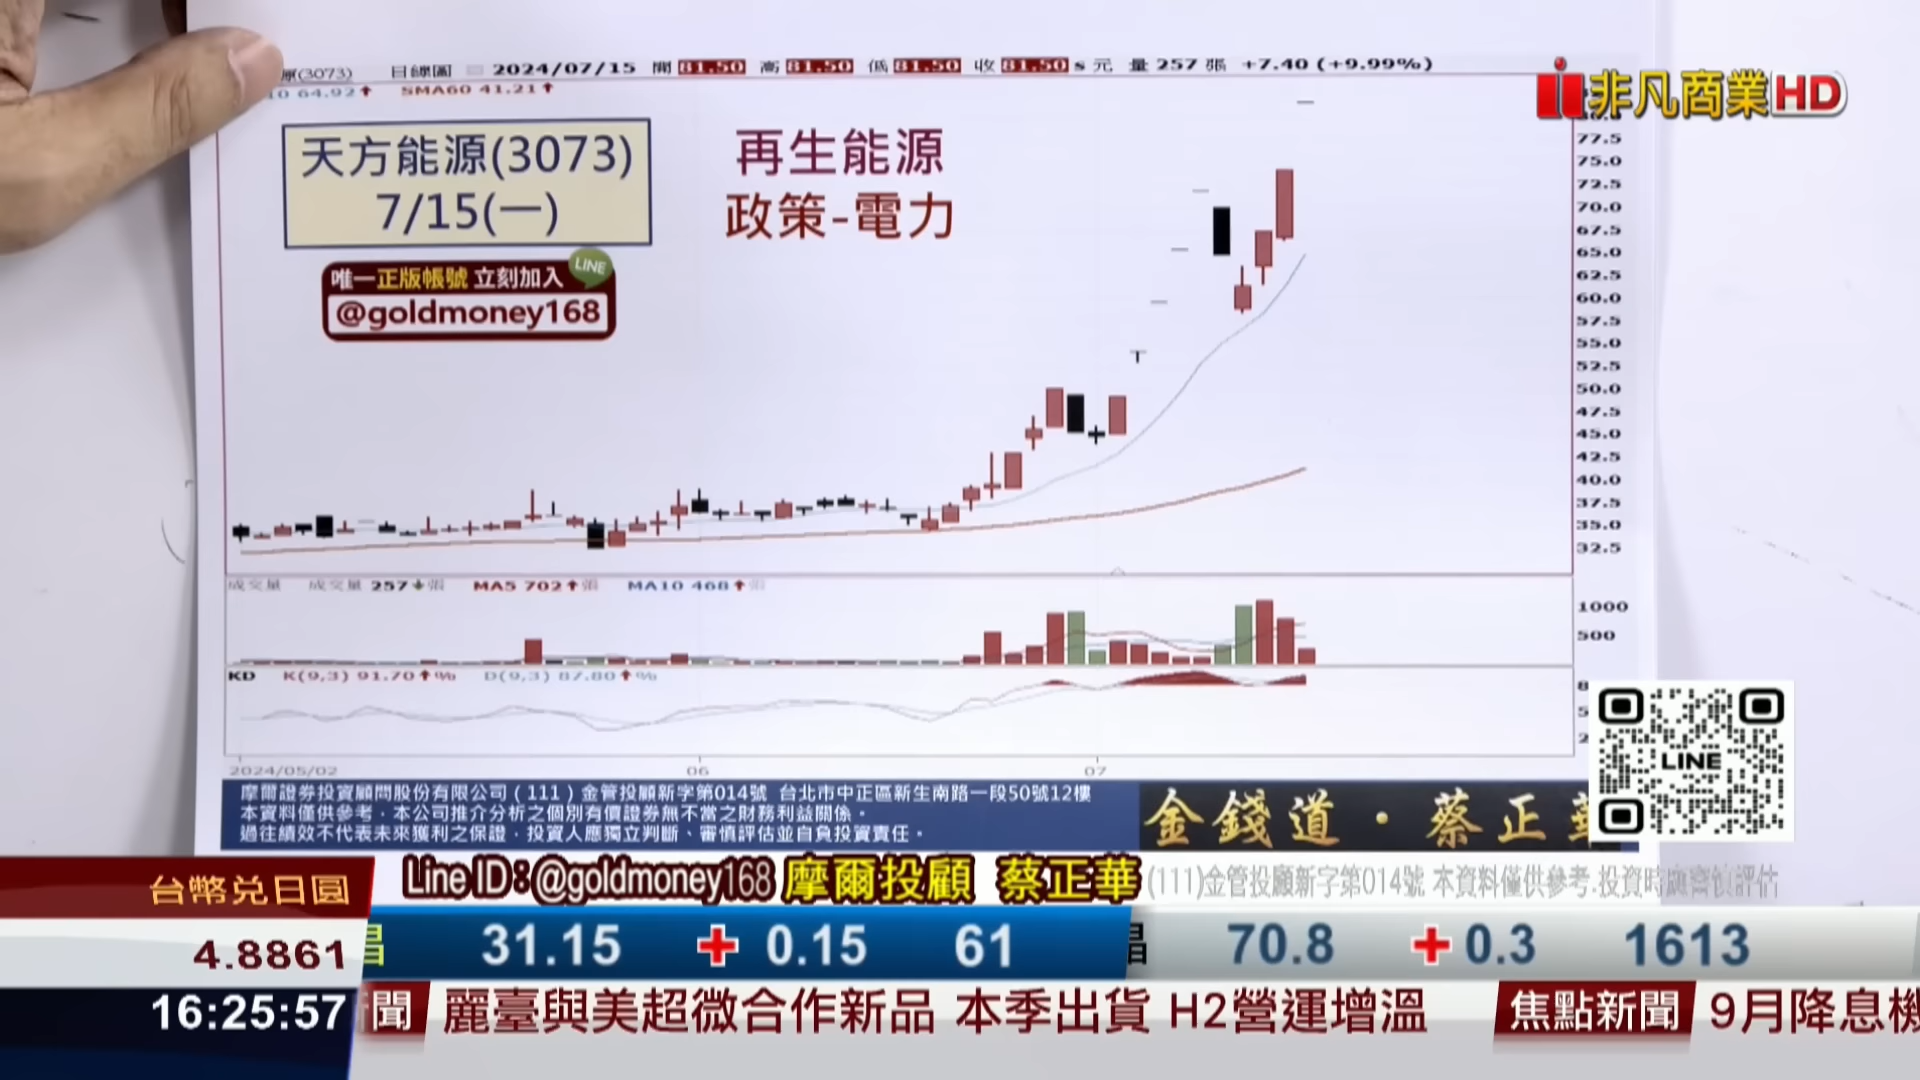 原(3073) 日線圖 2024/07/15 開 81.50 高 81.50 低 81.50 收 81.50 s 元 量 257 張 +7.40 (+9.99%)
10 64.92↑ SMA60 41.21↑
非凡商業HD
天方能源(3073)
7/15(一)
再生能源
政策-電力
唯一正版帳號 立刻加入
LINE
@goldmoney168
77.5
75.0
72.5
70.0
67.5
65.0
62.5
60.0
57.5
55.0
52.5
50.0
47.5
45.0
42.5
40.0
37.5
35.0
32.5
成交量 成交量 257↓張 MA5 702↑張 MA10 468↑張
1000
500
KD K(9,3) 91.70↑% D(9,3) 87.80↑%
8
5
2
2024/05/02 06 07
LINE
摩爾證券投資顧問股份有限公司(111)金管投顧新字第014號 台北市中正區新生南路一段50號12樓
本資料僅供參考，本公司推介分析之個別有價證券無不當之財務利益關係。
過往績效不代表未來獲利之保證，投資人應獨立判斷、審慎評估並自負投資責任。
金錢道·蔡正華
Line ID:@goldmoney168 摩爾投顧 蔡正華 (111)金管投顧新字第014號 本資料僅供參考.投資時應審慎評估
台幣兌日圓
4.8861
31.15 + 0.15 61 70.8 + 0.3 1613
16:25:57
聞 麗臺與美超微合作新品 本季出貨 H2營運增溫 焦點新聞 9月降息機